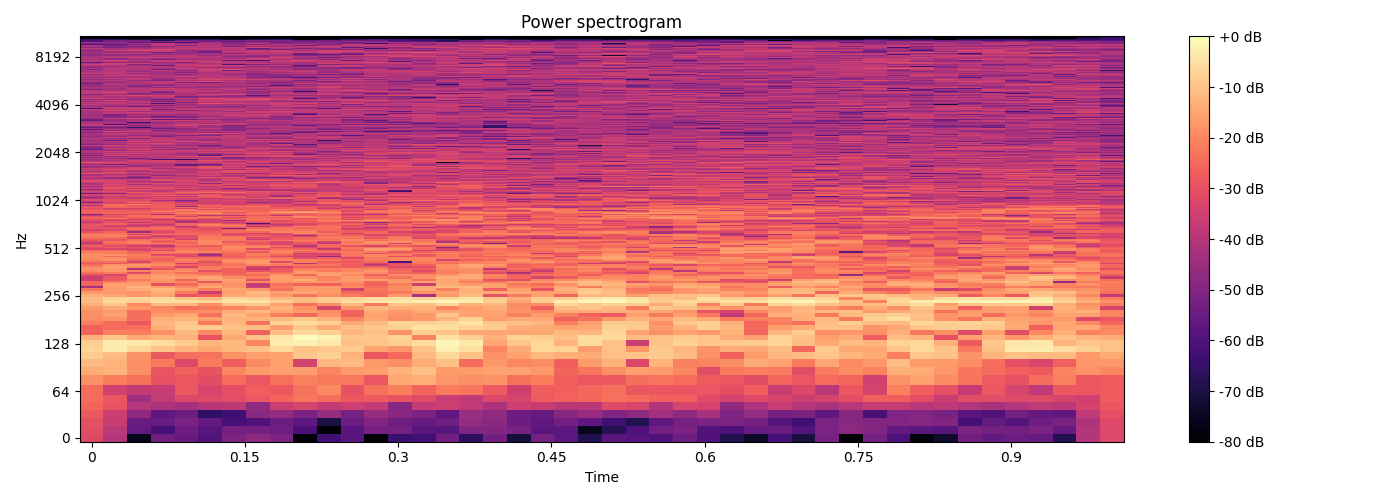 Power spectrogram
Hz
8192
4096
2048
1024
512
256
128
64
0
0 0.15 0.3 0.45 0.6 0.75 0.9
Time
+0 dB
-10 dB
-20 dB
-30 dB
-40 dB
-50 dB
-60 dB
-70 dB
-80 dB